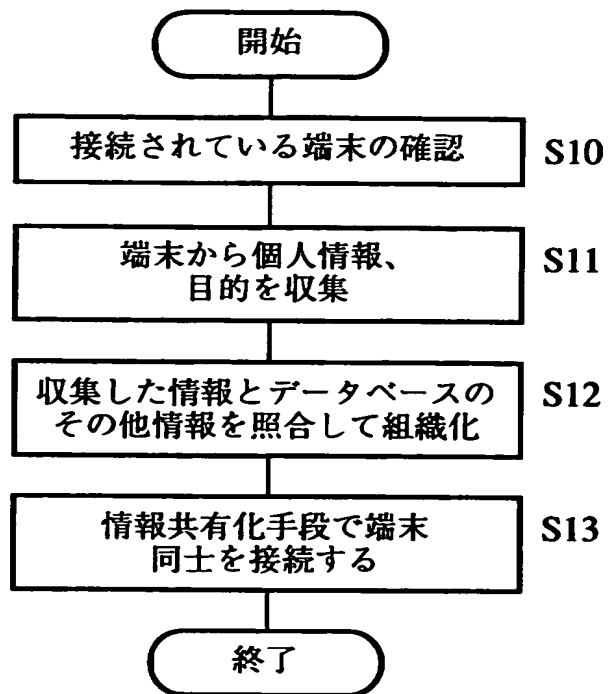 開始
接続されている端末の確認
S10
端末から個人情報、
目的を収集
S11
収集した情報とデータベースの
その他情報を照合して組織化
S12
情報共有化手段で端末
同士を接続する
S13
終了